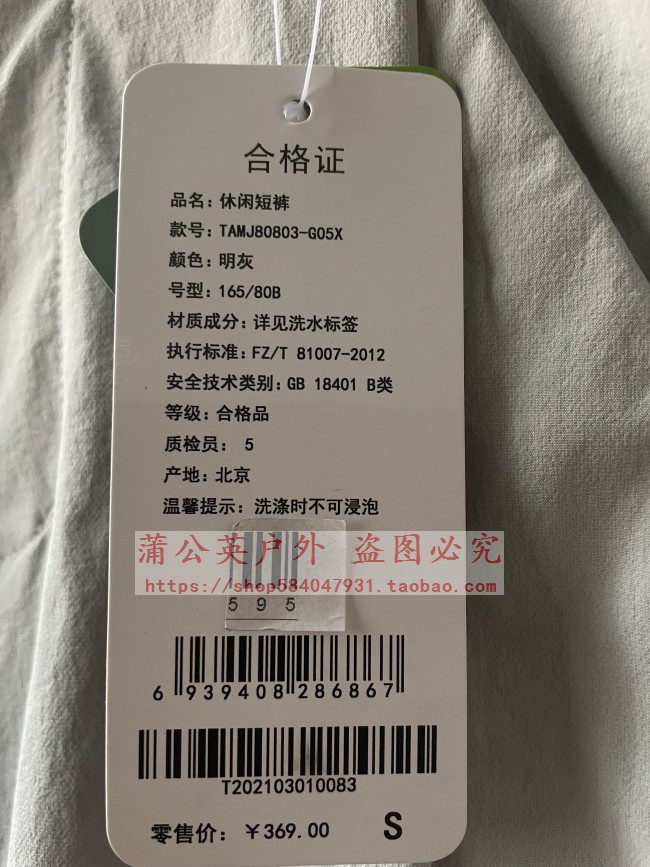 合格证
品名：休闲短裤
款号：TAMJ80803-G05X
颜色：明灰
号型：165/80B
材质成分：详见洗水标签
执行标准：FZ/T 81007-2012
安全技术类别：GB 18401 B类
等级：合格品
质检员： 5
产地：北京
温馨提示：洗涤时不可浸泡
蒲公英户外 盗图必究
https://shop584047931.taobao.com
595
6 939408 286867
T202103010083
零售价：￥369.00 S